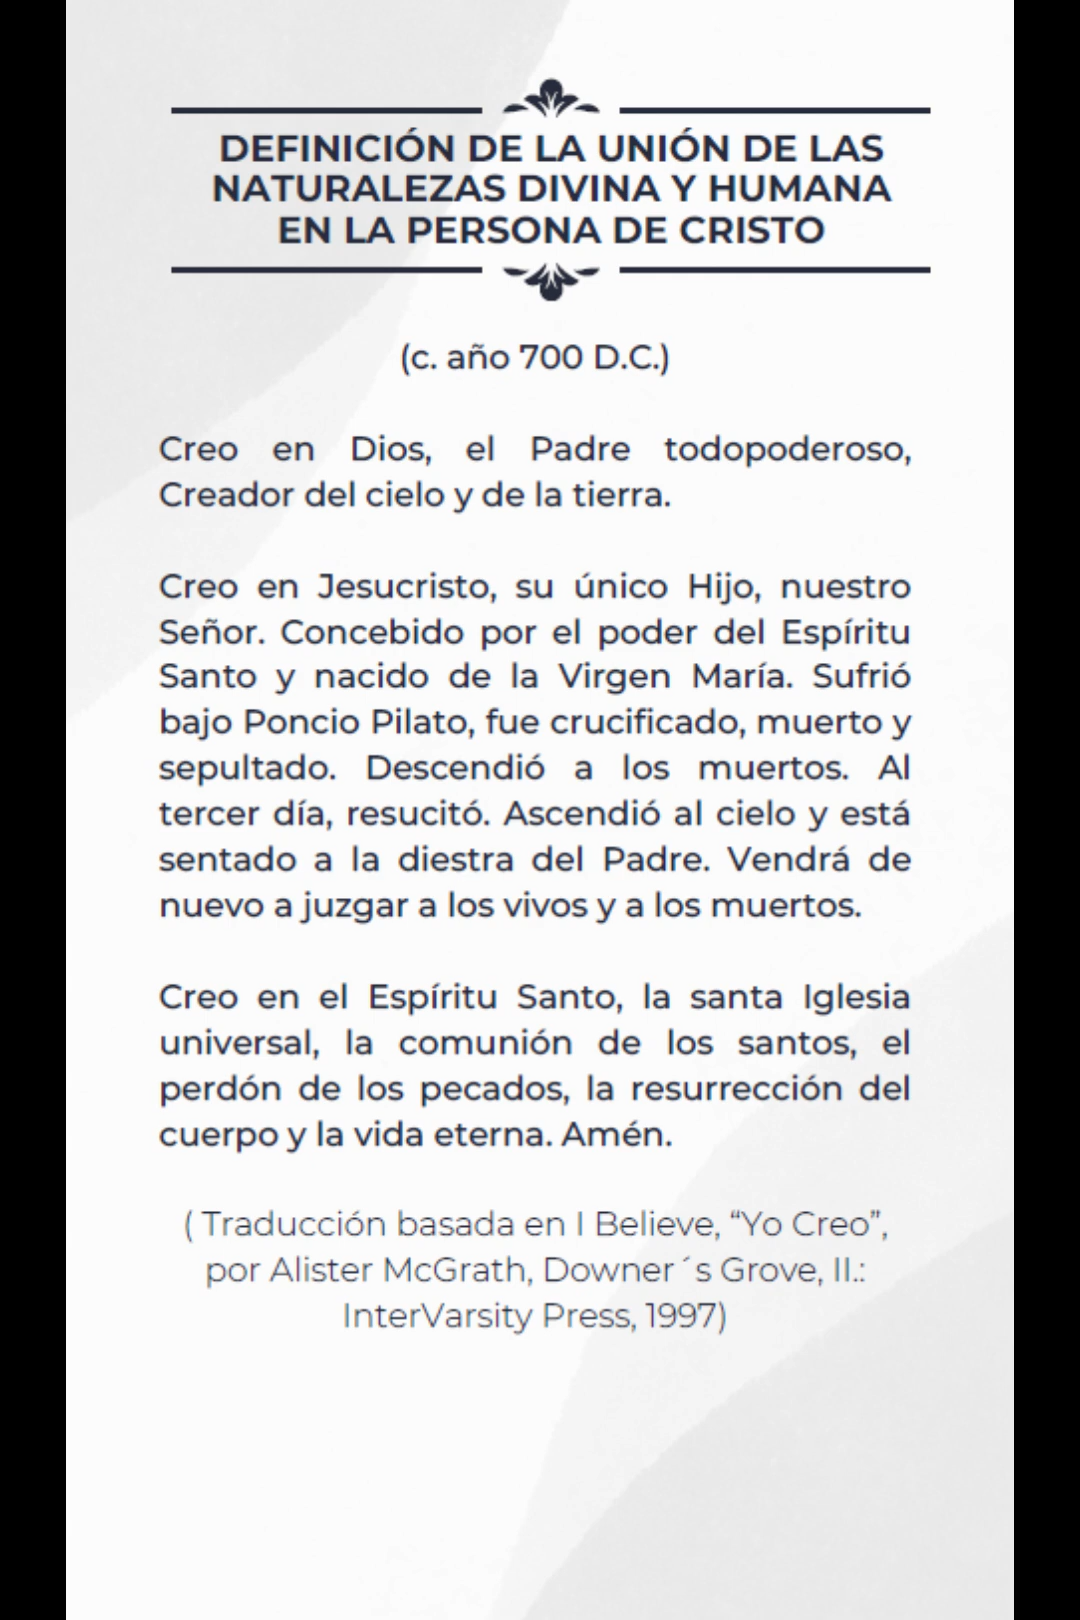 DEFINICIÓN DE LA UNIÓN DE LAS
NATURALEZAS DIVINA Y HUMANA
EN LA PERSONA DE CRISTO
(c. año 700 D.C.)
Creo en Dios, el Padre todopoderoso,
Creador del cielo y de la tierra.
Creo en Jesucristo, su único Hijo, nuestro
Señor. Concebido por el poder del Espíritu
Santo y nacido de la Virgen María. Sufrió
bajo Poncio Pilato, fue crucificado, muerto y
sepultado. Descendió a los muertos. Al
tercer día, resucitó. Ascendió al cielo y está
sentado a la diestra del Padre. Vendrá de
nuevo a juzgar a los vivos y a los muertos.
Creo en el Espíritu Santo, la santa Iglesia
universal, la comunión de los santos, el
perdón de los pecados, la resurrección del
cuerpo y la vida eterna. Amén.
( Traducción basada en I Believe, “Yo Creo”,
por Alister McGrath, Downer´s Grove, Il.:
InterVarsity Press, 1997)